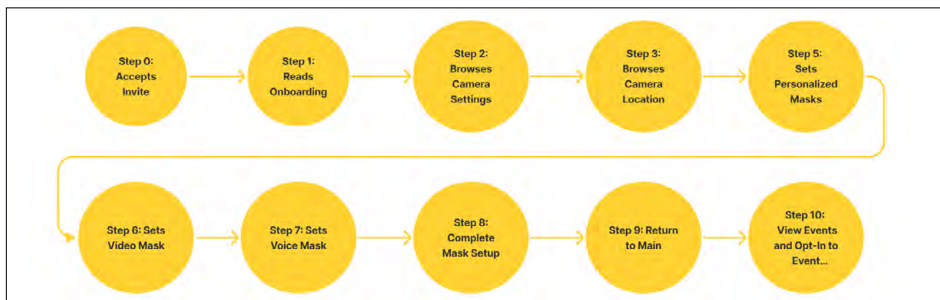 Step 0:
Accepts
Invite
Step 1:
Reads
Onboarding
Step 2:
Browses
Camera
Settings
Step 3:
Browses
Camera
Location
Step 5:
Sets
Personalized
Masks
Step 6: Sets
Video Mask
Step 7: Sets
Voice Mask
Step 8:
Complete
Mask Setup
Step 9: Return
to Main
Step 10:
View Events
and Opt-In to
Event...